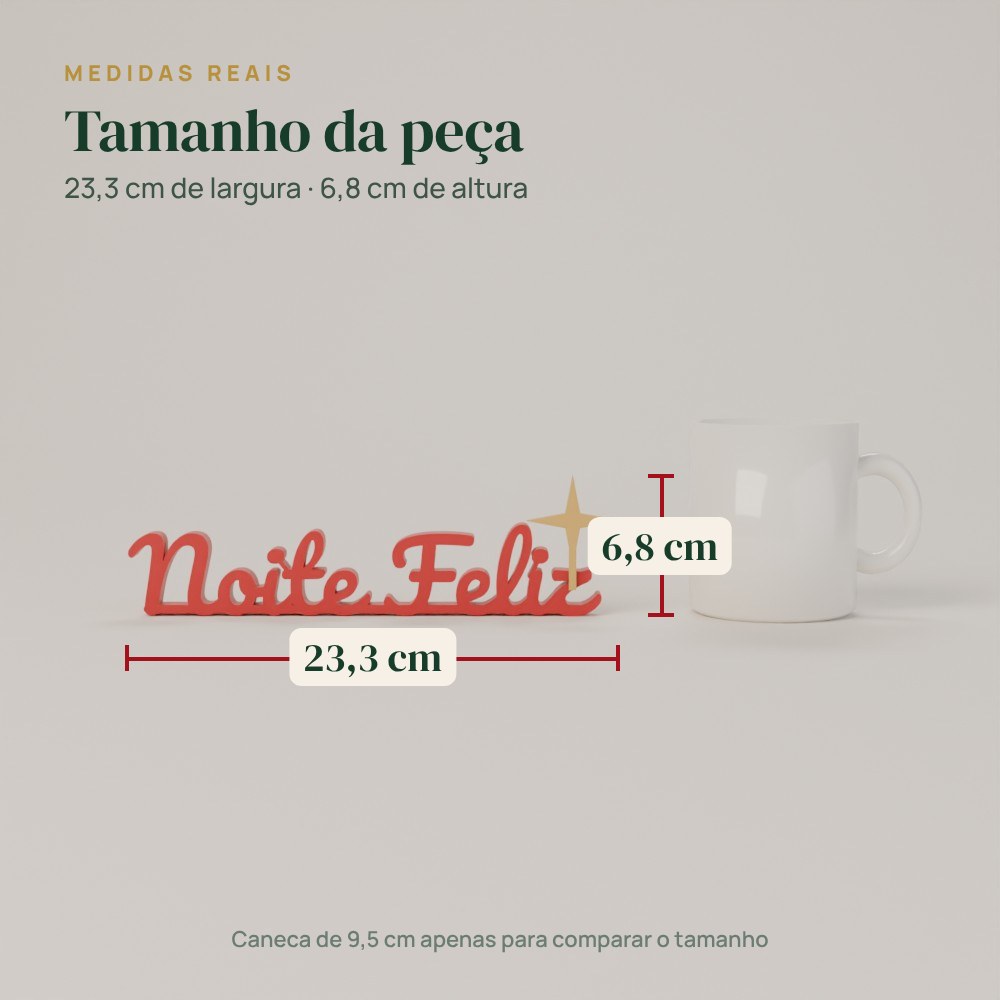 MEDIDAS REAIS
Tamanho da peça
23,3 cm de largura · 6,8 cm de altura
Noite Feliz
6,8 cm
23,3 cm
Caneca de 9,5 cm apenas para comparar o tamanho